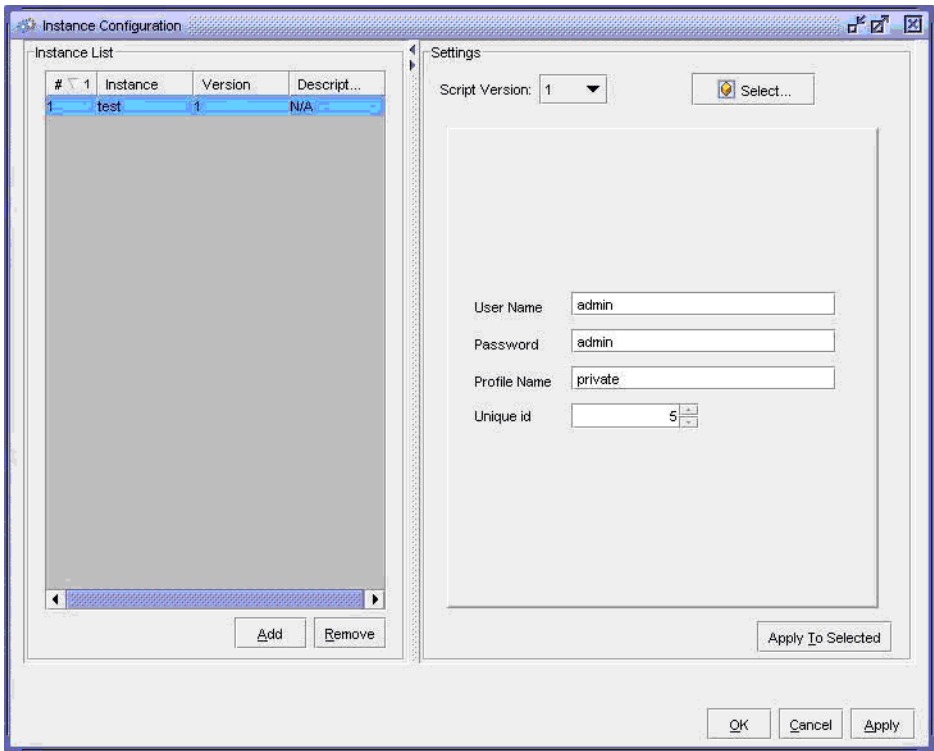 Instance Configuration
Instance List
# 1 Instance Version Descript...
1 test 1 N/A
Add Remove
Settings
Script Version: 1 Select...
User Name admin
Password admin
Profile Name private
Unique id 5
Apply To Selected
OK Cancel Apply